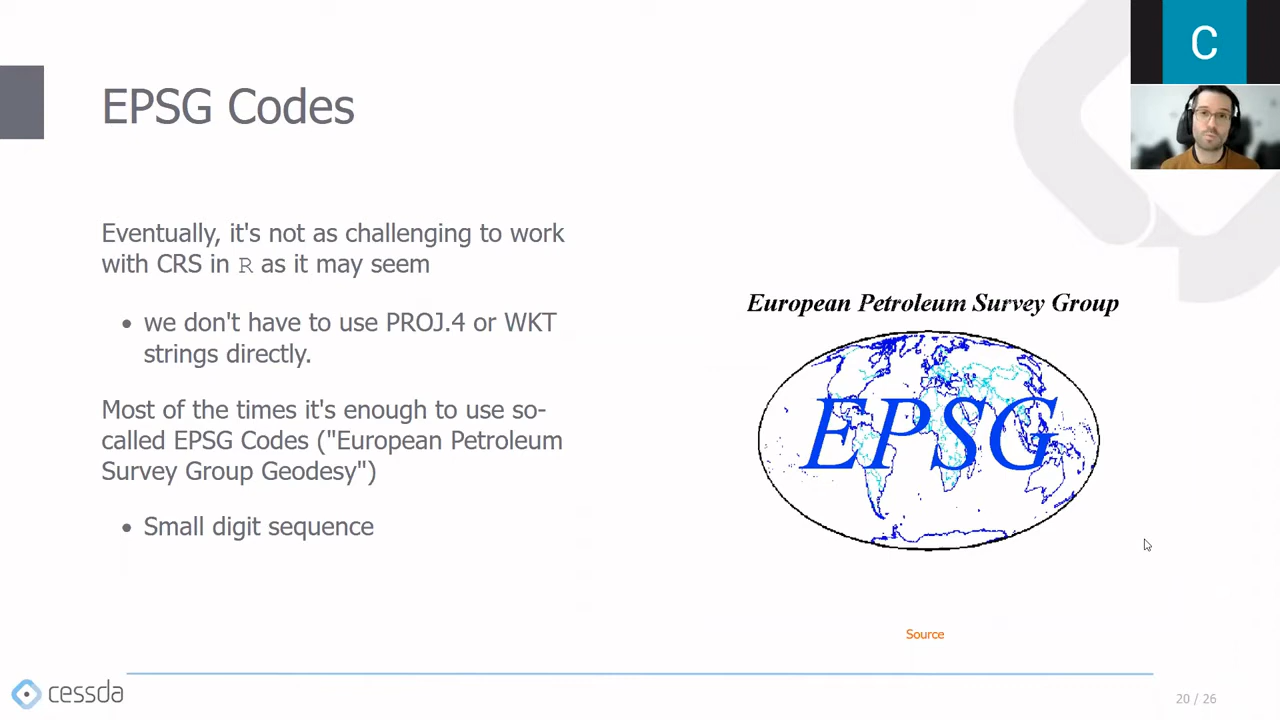 C
EPSG Codes
Eventually, it's not as challenging to work
with CRS in R as it may seem
• we don't have to use PROJ.4 or WKT
strings directly.
Most of the times it's enough to use so-
called EPSG Codes ("European Petroleum
Survey Group Geodesy")
• Small digit sequence
European Petroleum Survey Group
EPSG
Source
cessda
20 / 26